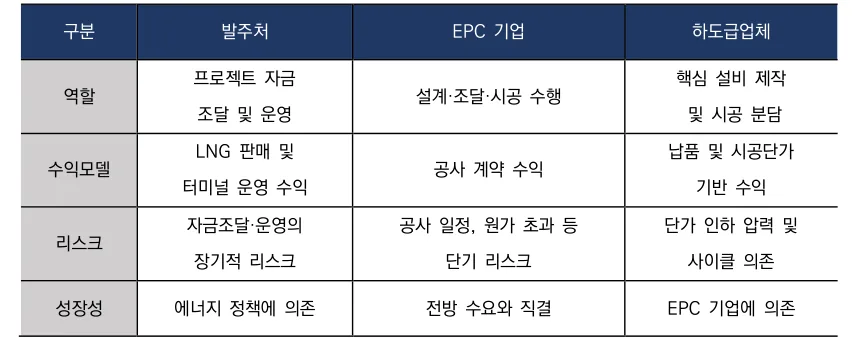 구분 발주처 EPC 기업 하도급업체
역할
프로젝트 자금
조달 및 운영
설계·조달·시공 수행
핵심 설비 제작
및 시공 분담
수익모델
LNG 판매 및
터미널 운영 수익
공사 계약 수익
납품 및 시공단가
기반 수익
리스크
자금조달·운영의
장기적 리스크
공사 일정, 원가 초과 등
단기 리스크
단가 인하 압력 및
사이클 의존
성장성 에너지 정책에 의존 전방 수요와 직결 EPC 기업에 의존